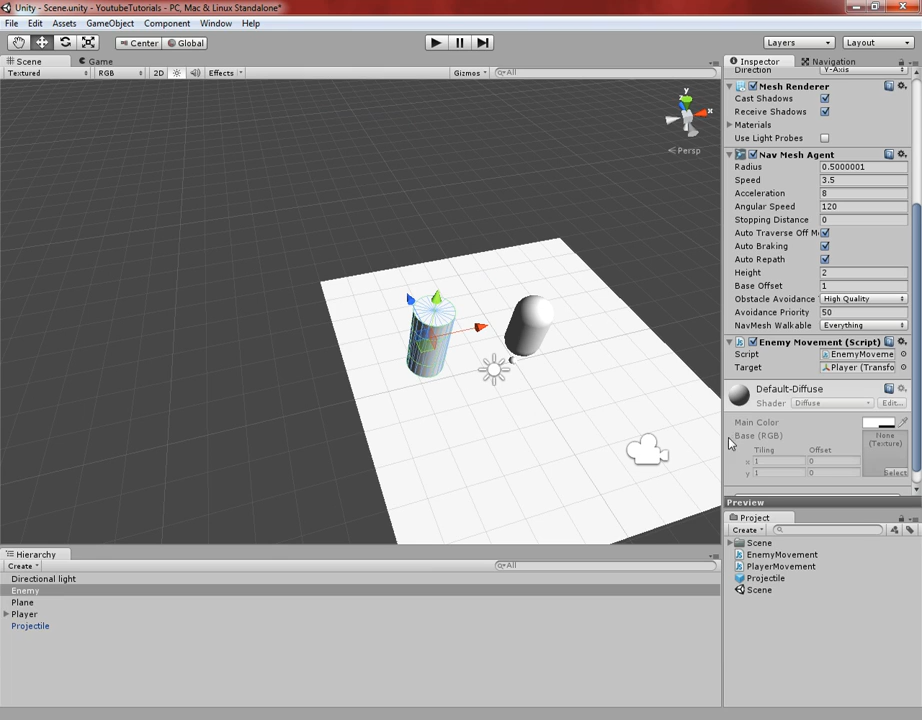 Unity - Scene.unity - YoutubeTutorials - PC, Mac & Linux Standalone*
File Edit Assets GameObject Component Window Help
Center Global Layers Layout
Scene Game
Textured RGB 2D Effects Gizmos All
y
x
z
Persp
Inspector Navigation
Direction Y-Axis
Mesh Renderer
Cast Shadows
Receive Shadows
Materials
Use Light Probes
Nav Mesh Agent
Radius 0.5000001
Speed 3.5
Acceleration 8
Angular Speed 120
Stopping Distance 0
Auto Traverse Off M
Auto Braking
Auto Repath
Height 2
Base Offset 1
Obstacle Avoidance High Quality
Avoidance Priority 50
NavMesh Walkable Everything
Enemy Movement (Script)
Script EnemyMoveme
Target Player (Transfo
Default-Diffuse
Shader Diffuse Edit...
Main Color
Base (RGB) None
(Texture)
Tiling Offset
x 1 0
y 1 0
Select
Preview
Project
Create
Scene
EnemyMovement
PlayerMovement
Projectile
Scene
Hierarchy
Create All
Directional light
Enemy
Plane
Player
Projectile